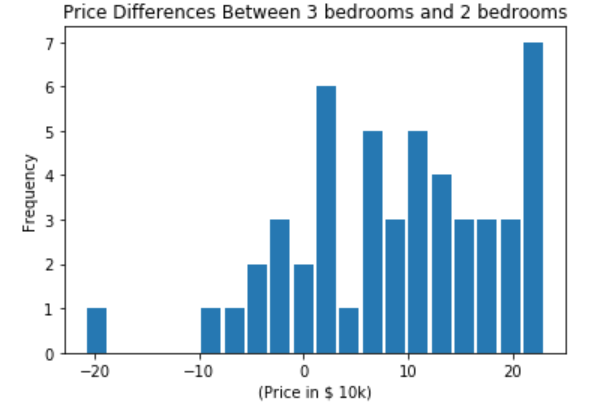 Price Differences Between 3 bedrooms and 2 bedrooms
7
6
5
4
3
2
1
0
Frequency
−20 −10 0 10 20
(Price in $ 10k)